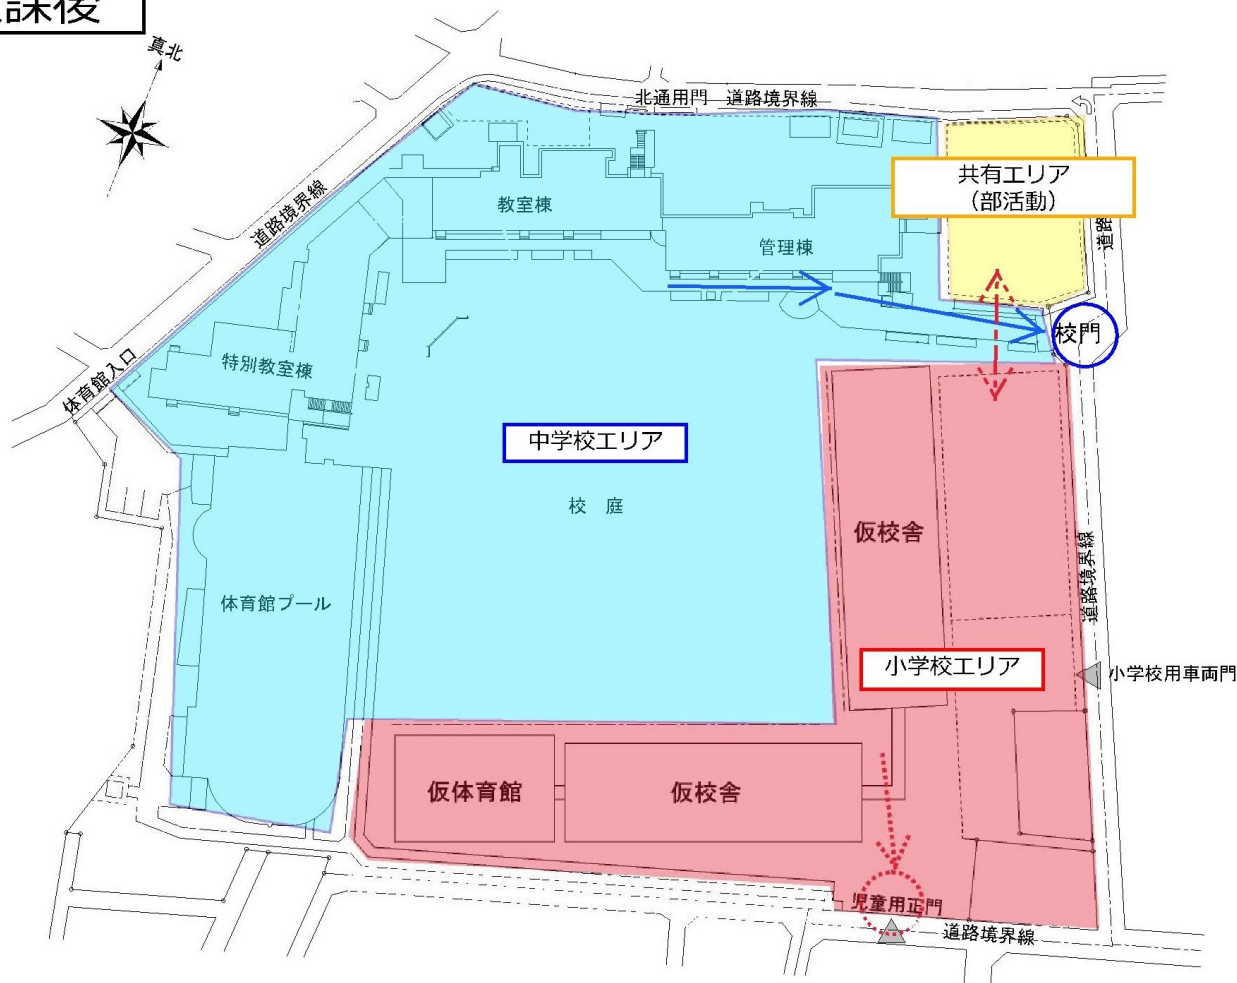 課後
真北
北通用門 道路境界線
共有エリア
（部活動）
道路境界線
道路
教室棟
管理棟
校門
特別教室棟
体育館入口
中学校エリア
校 庭
仮校舎
道路境界線
体育館プール
小学校エリア
小学校用車両門
仮体育館
仮校舎
児童用正門
道路境界線